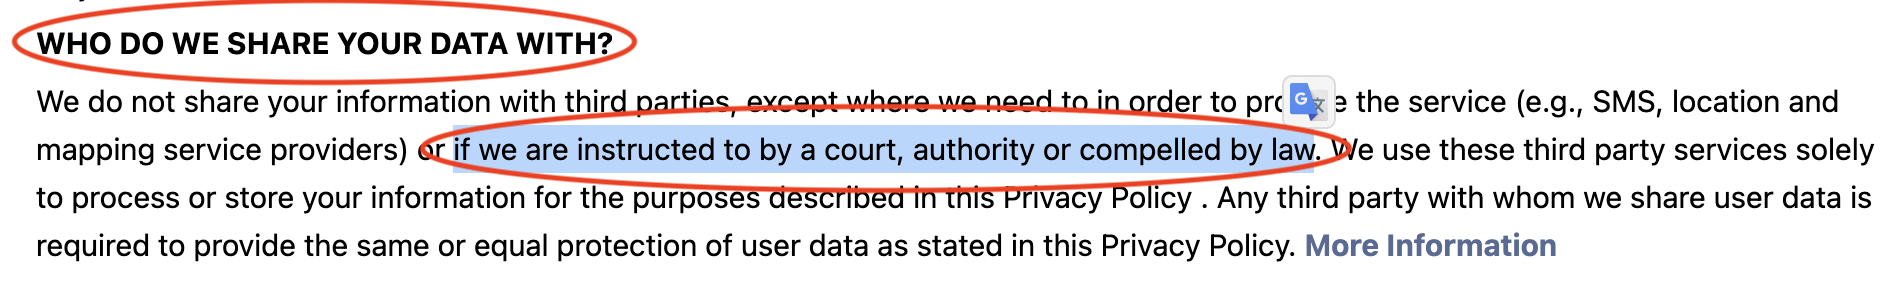 WHO DO WE SHARE YOUR DATA WITH?
We do not share your information with third parties, except where we need to in order to the service (e.g., SMS, location and
mapping service providers) or if we are instructed to by a court, authority or compelled by law. We use these third party services solely
to process or store your information for the purposes described in this Privacy Policy . Any third party with whom we share user data is
required to provide the same or equal protection of user data as stated in this Privacy Policy. More Information